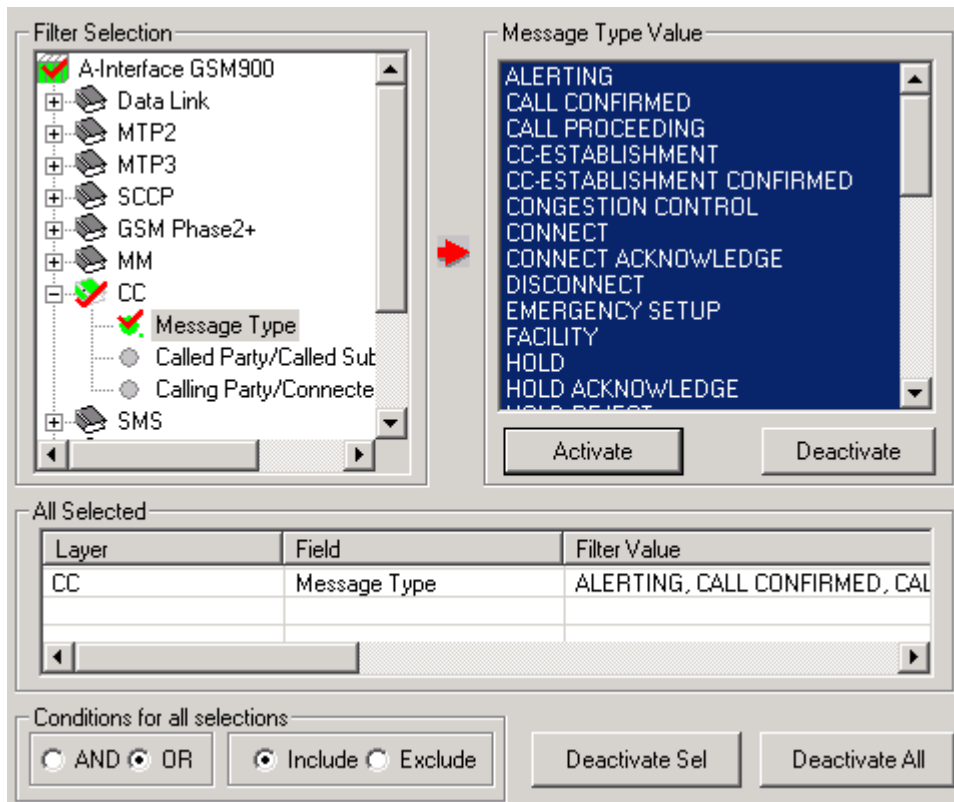 Filter Selection
A-Interface GSM900
Data Link
MTP2
MTP3
SCCP
GSM Phase2+
MM
CC
Message Type
Called Party/Called Sub
Calling Party/Connecte
SMS
Message Type Value
ALERTING
CALL CONFIRMED
CALL PROCEEDING
CC-ESTABLISHMENT
CC-ESTABLISHMENT CONFIRMED
CONGESTION CONTROL
CONNECT
CONNECT ACKNOWLEDGE
DISCONNECT
EMERGENCY SETUP
FACILITY
HOLD
HOLD ACKNOWLEDGE
HOLD REJECT
Activate Deactivate
All Selected
Layer Field Filter Value
CC Message Type ALERTING, CALL CONFIRMED, CAL
Conditions for all selections
AND OR Include Exclude Deactivate Sel Deactivate All